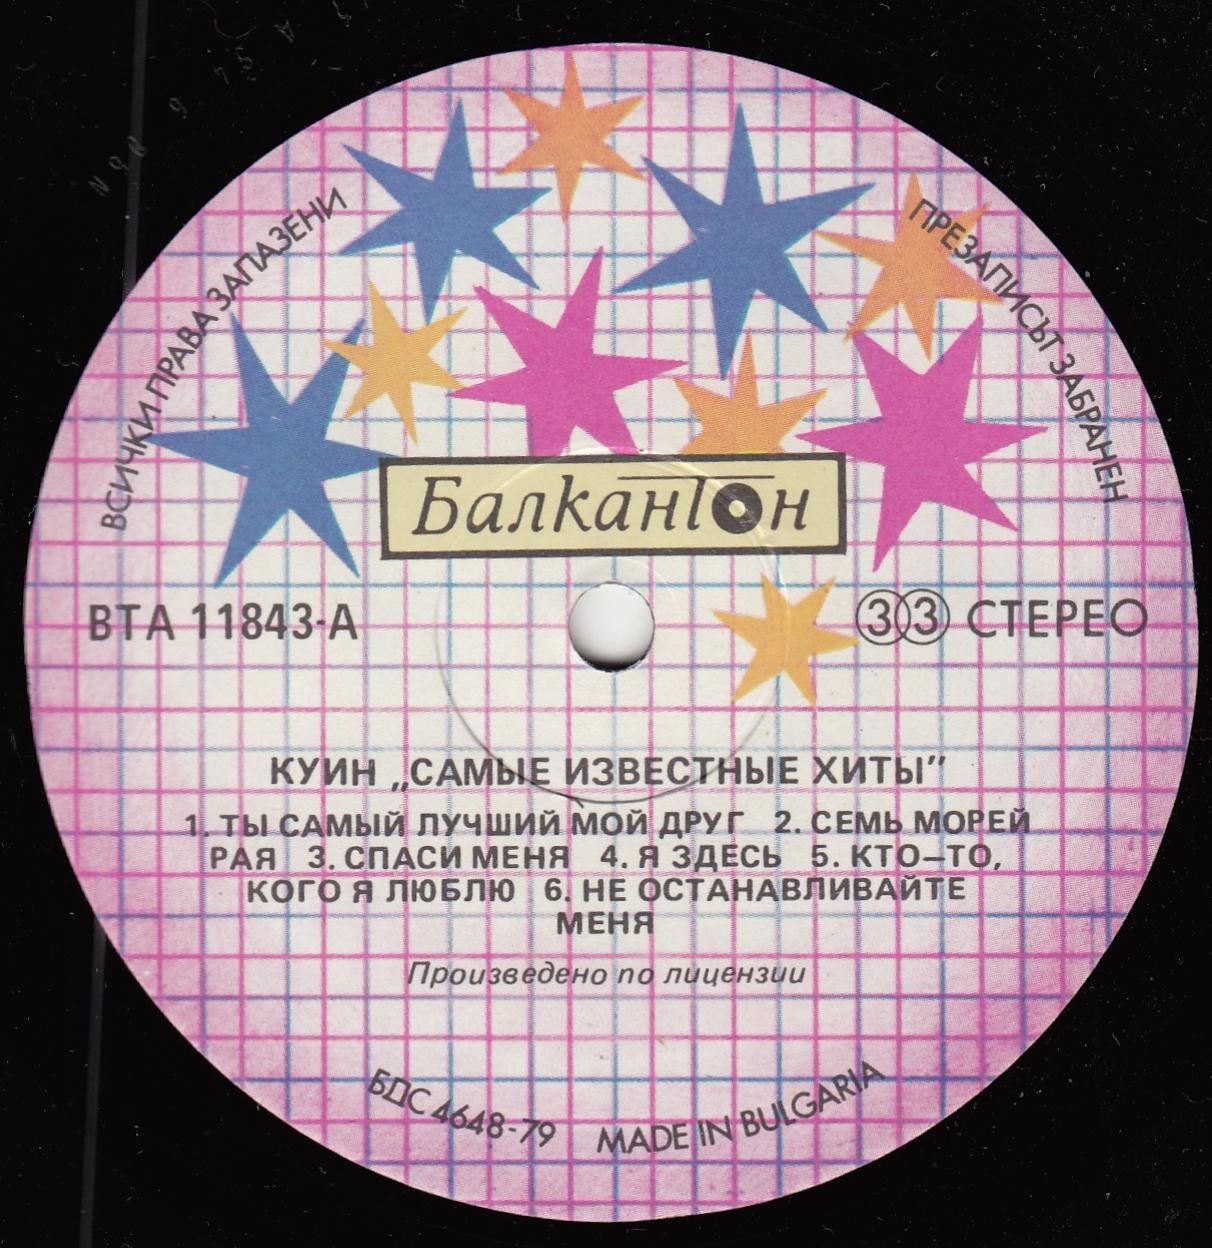 ВСИЧКИ ПРАВА ЗАПАЗЕНИ
ПРЕЗАПИСЪТ ЗАБРАНЕН
Балкантон
ВТА 11843-А
33 СТЕРЕО
КУИН „САМЫЕ ИЗВЕСТНЫЕ ХИТЫ”
1. ТЫ САМЫЙ ЛУЧШИЙ МОЙ ДРУГ 2. СЕМЬ МОРЕЙ
РАЯ 3. СПАСИ МЕНЯ 4. Я ЗДЕСЬ 5. КТО–ТО,
КОГО Я ЛЮБЛЮ 6. НЕ ОСТАНАВЛИВАЙТЕ
МЕНЯ
Произведено по лицензии
БДС 4648-79
MADE IN BULGARIA